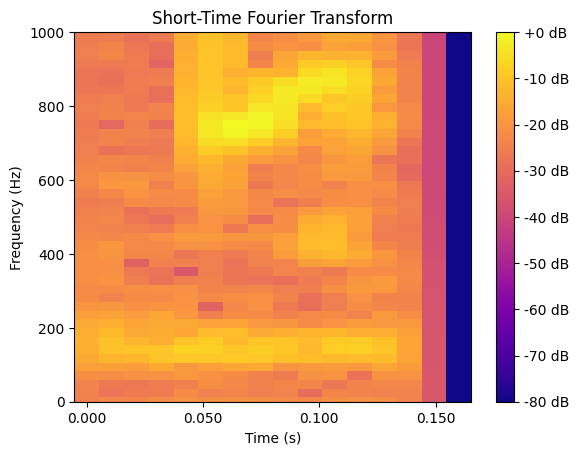 Short-Time Fourier Transform
1000
800
600
400
200
0
Frequency (Hz)
0.000
0.050
0.100
0.150
Time (s)
+0 dB
-10 dB
-20 dB
-30 dB
-40 dB
-50 dB
-60 dB
-70 dB
-80 dB